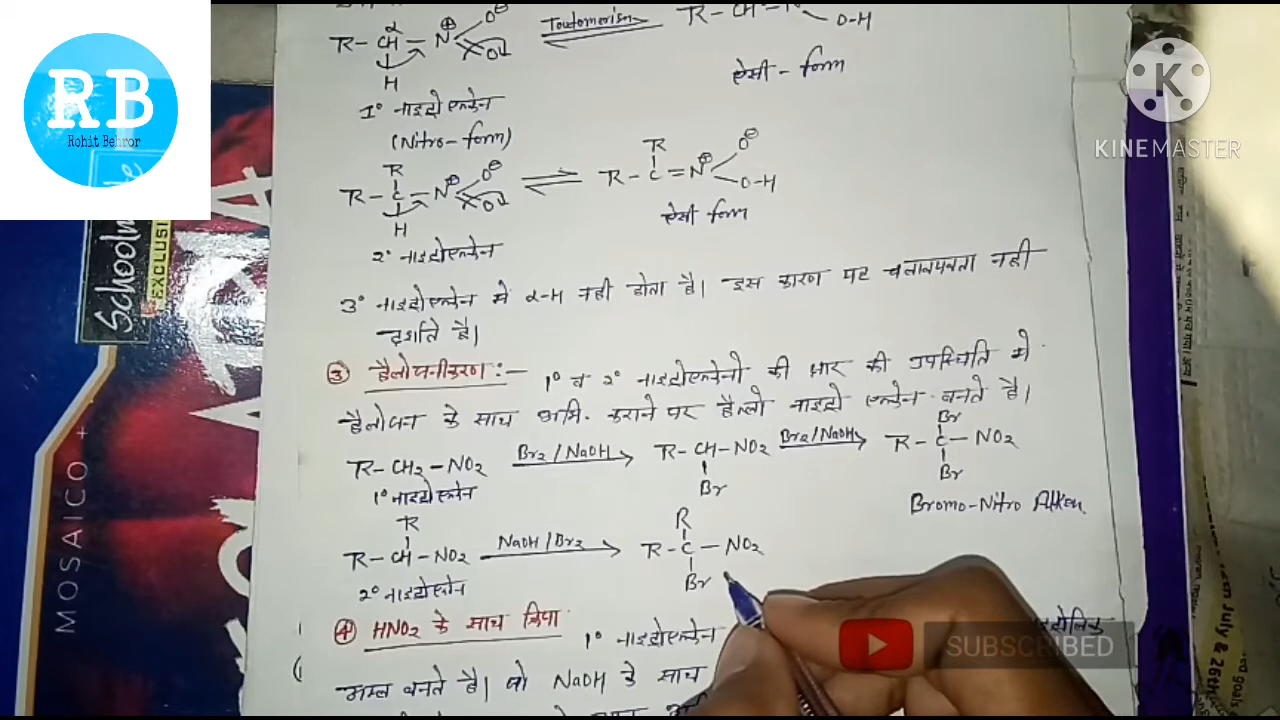 RB
Rohit Behror
KINEMASTER
R-CH-N⊕ O⊖ Tautomerism O-H
α
H
ऐसी - form
1° नाइट्रोएल्केन
(Nitro-form)
R R
R-C-N⊕ O⊖ ⇌ R-C=N⊕ O⊖
H O-H
ऐसी form
2° नाइट्रोएल्केन
3° नाइट्रोएल्केन मे α-H नही होता है। इस कारण यह चलावयवता नही
दर्शाते है।
③ हैलोजनीकरण :- 1° व 2° नाइट्रोएल्केनो की क्षार की उपस्थिति मे
हैलोजन के साथ अभि. कराने पर हैलो नाइट्रो एल्केन बनते है।
R-CH2-NO2 Br2/NaOH → R-CH-NO2 Br2/NaOH → R-C-NO2
Br Br Br
1° नाइट्रोएल्केन
Bromo-Nitro Alken
R R
R-CH-NO2 NaOH/Br2 → R-C-NO2
Br
2° नाइट्रोएल्केन
④ HNO2 के साथ क्रिया 1° नाइट्रोएल्केन
अम्ल बनते है। जो NaOH के साथ
SUBSCRIBED
MOSAICO +
Schoolm
EXCLUSI